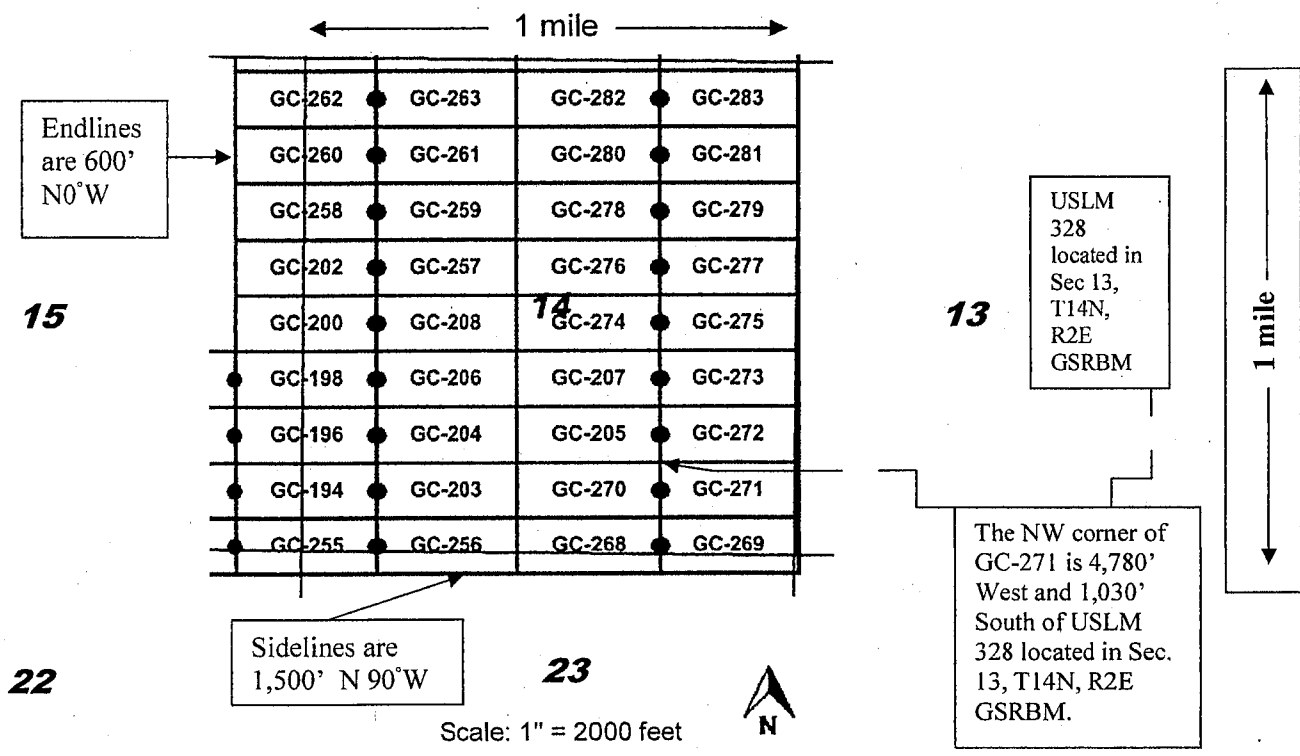 1 mile
GC-262 GC-263 GC-282 GC-283
Endlines
are 600'
N0°W
GC-260 GC-261 GC-280 GC-281
GC-258 GC-259 GC-278 GC-279
USLM
328
located in
Sec 13,
T14N,
R2E
GSRBM
GC-202 GC-257 GC-276 GC-277
15
GC-200 GC-208 14 GC-274 GC-275
13
1 mile
GC-198 GC-206 GC-207 GC-273
GC-196 GC-204 GC-205 GC-272
GC-194 GC-203 GC-270 GC-271
GC-255 GC-256 GC-268 GC-269
The NW corner of
GC-271 is 4,780'
West and 1,030'
South of USLM
328 located in Sec.
13, T14N, R2E
GSRBM.
Sidelines are
1,500' N 90°W
22
23
N
Scale: 1" = 2000 feet